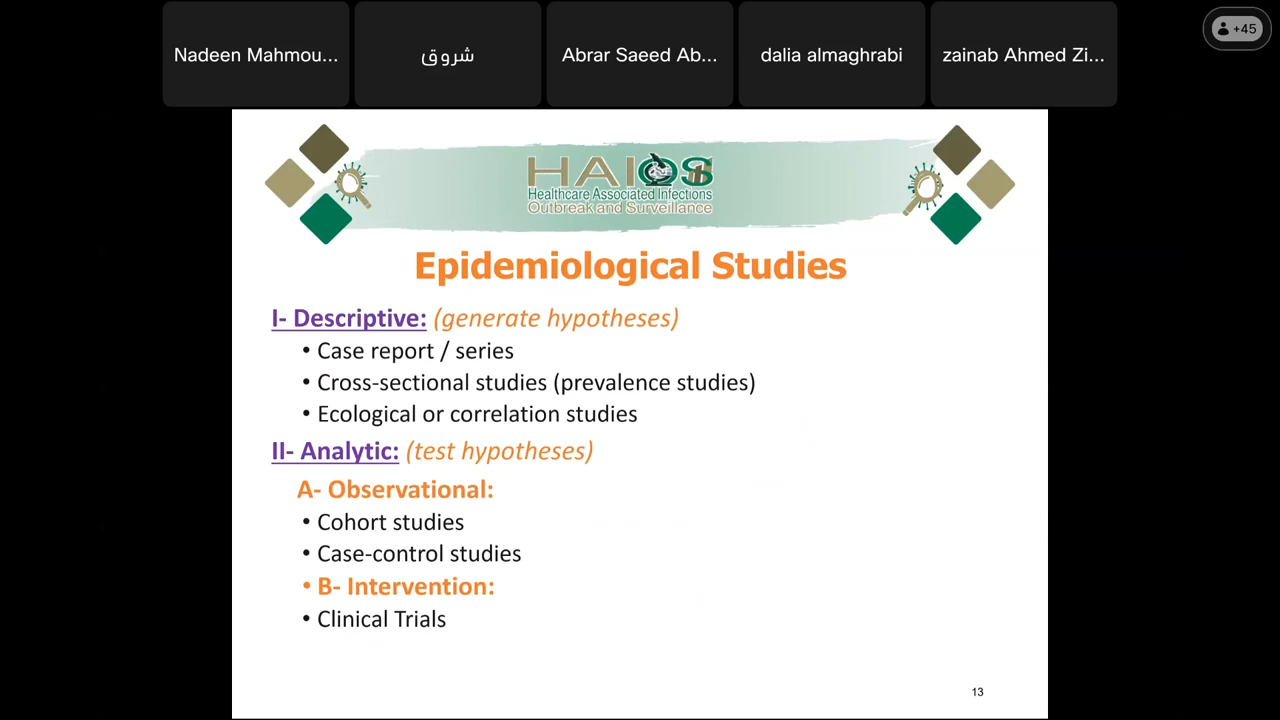 Nadeen Mahmou...
شروق
Abrar Saeed Ab...
dalia almaghrabi
zainab Ahmed Zi...
+45
HAIOS
Healthcare Associated Infections
Outbreak and Surveillance
Epidemiological Studies
I- Descriptive: (generate hypotheses)
• Case report / series
• Cross-sectional studies (prevalence studies)
• Ecological or correlation studies
II- Analytic: (test hypotheses)
A- Observational:
• Cohort studies
• Case-control studies
• B- Intervention:
• Clinical Trials
13